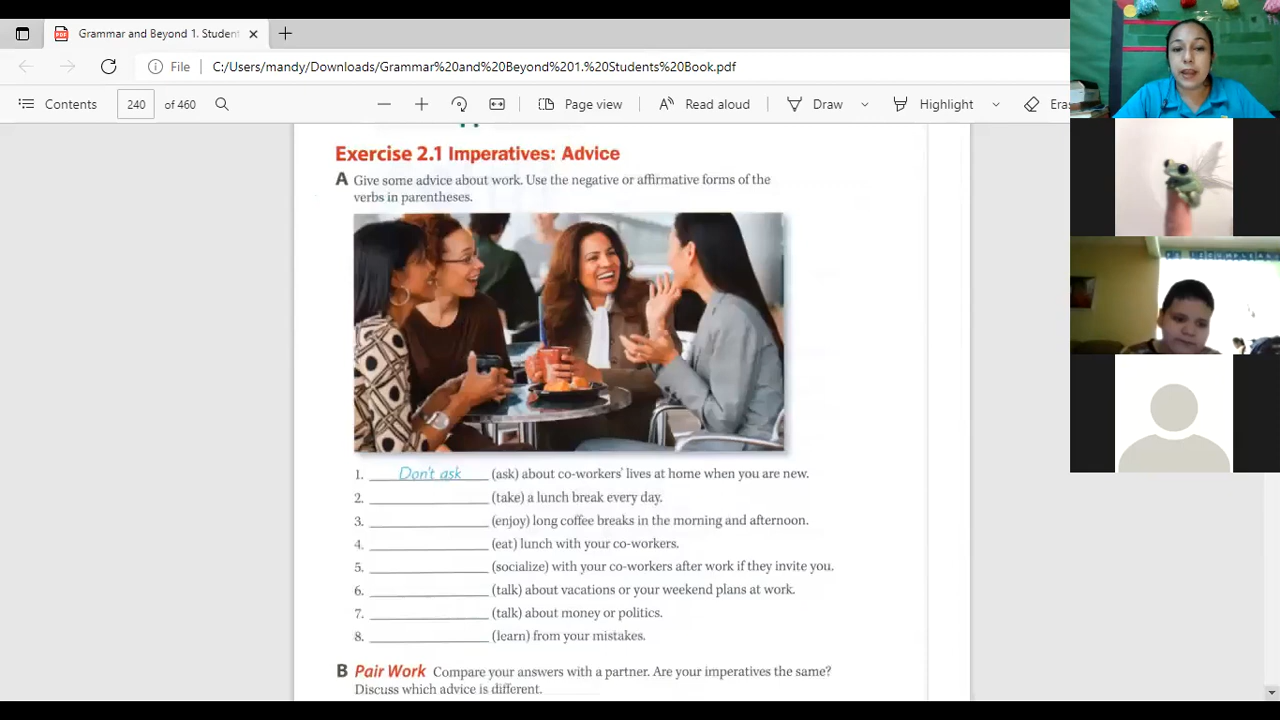 Grammar and Beyond 1. Student
File C:/Users/mandy/Downloads/Grammar%20and%20Beyond%201.%20Students%20Book.pdf
Contents 240 of 460 Page view Read aloud Draw Highlight Era
Exercise 2.1 Imperatives: Advice
A Give some advice about work. Use the negative or affirmative forms of the
verbs in parentheses.
1. Don't ask (ask) about co-workers' lives at home when you are new.
2. (take) a lunch break every day.
3. (enjoy) long coffee breaks in the morning and afternoon.
4. (eat) lunch with your co-workers.
5. (socialize) with your co-workers after work if they invite you.
6. (talk) about vacations or your weekend plans at work.
7. (talk) about money or politics.
8. (learn) from your mistakes.
B Pair Work Compare your answers with a partner. Are your imperatives the same?
Discuss which advice is different.